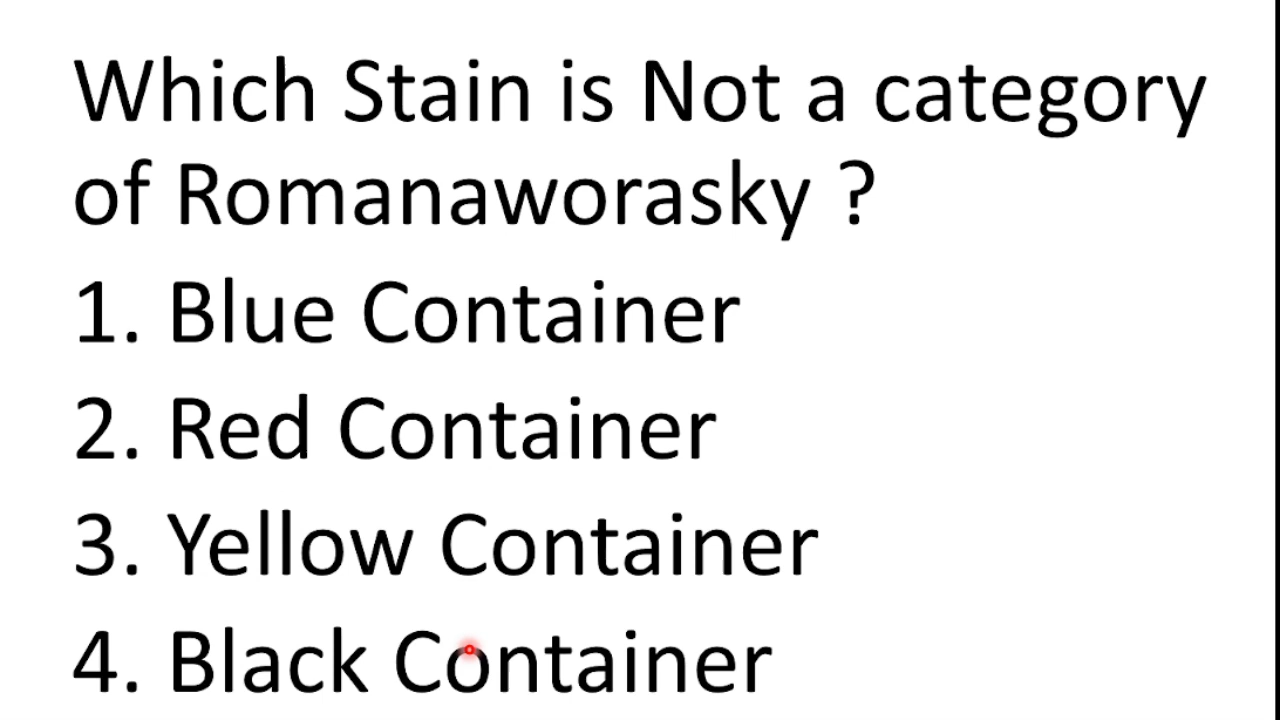 Which Stain is Not a category
of Romanaworasky ?
1. Blue Container
2. Red Container
3. Yellow Container
4. Black Container